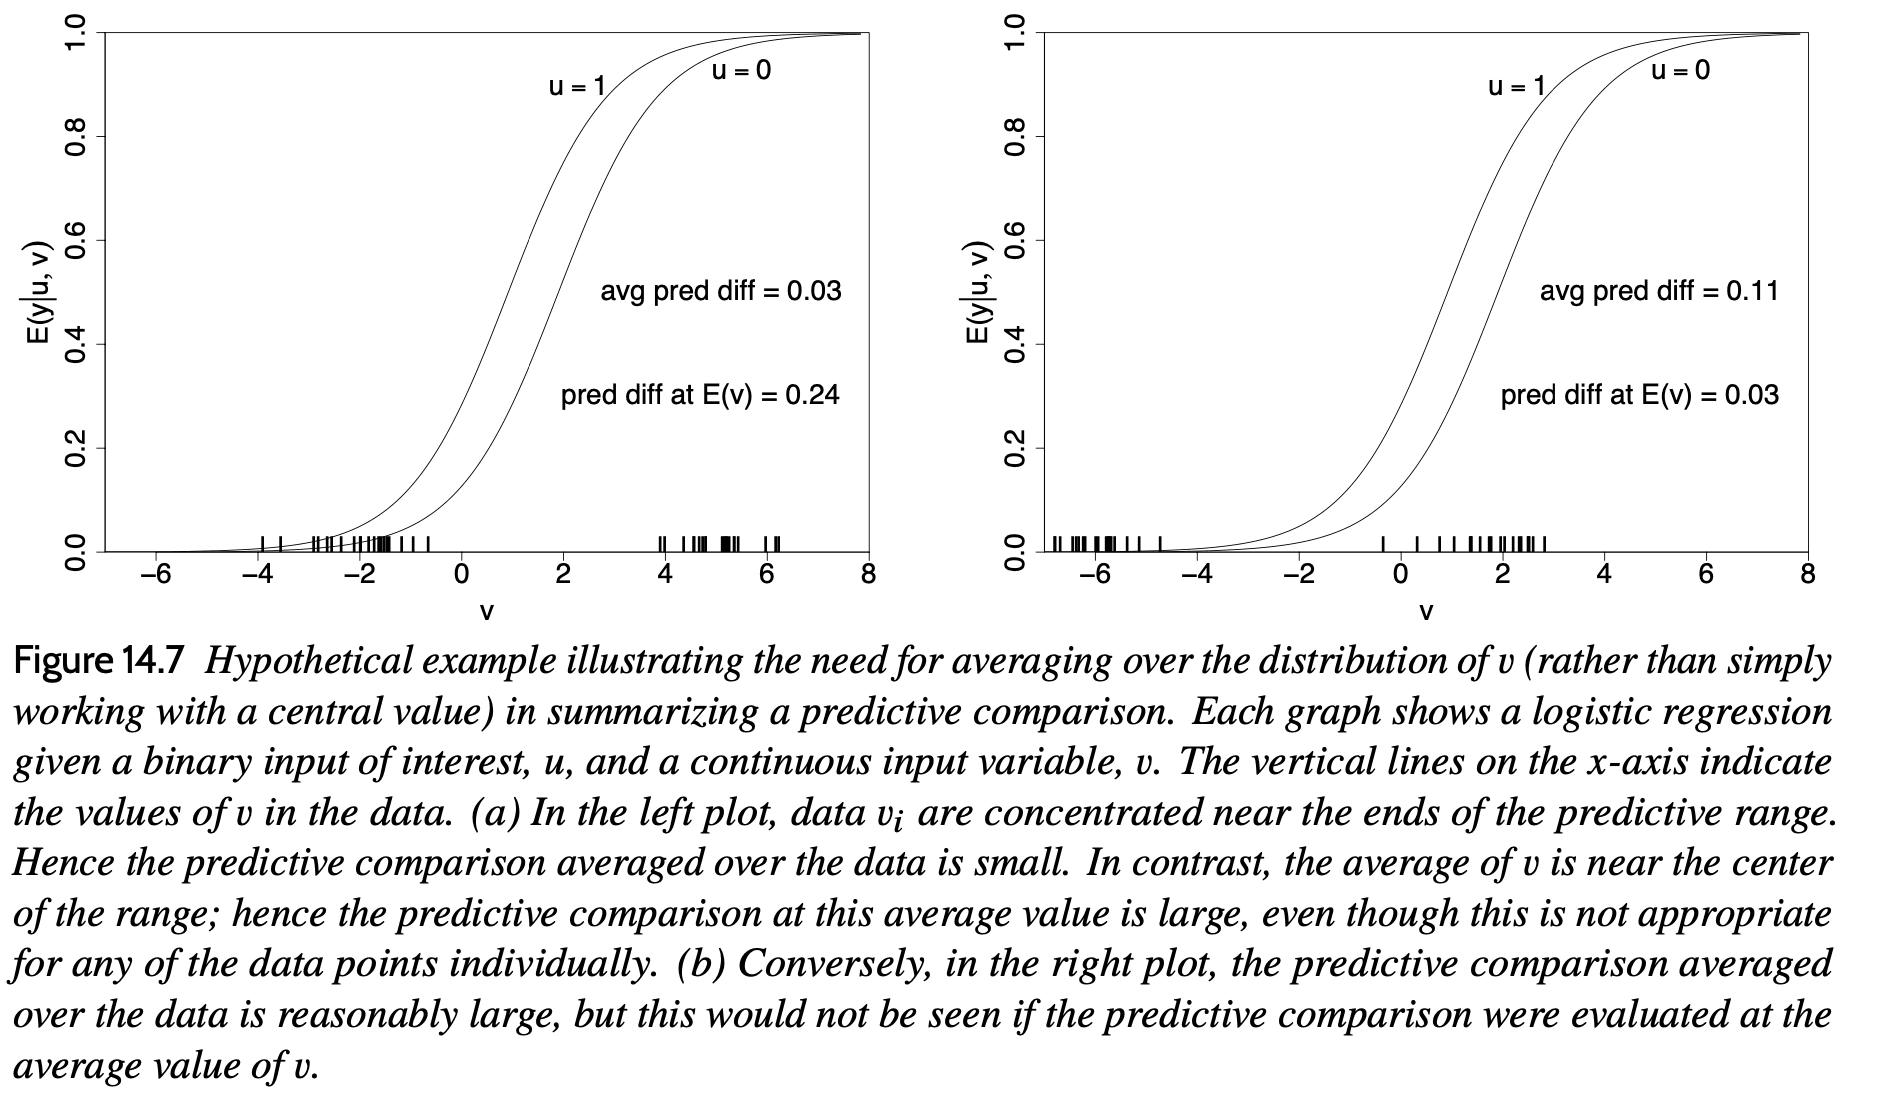 1.0
0.8
0.6
0.4
0.2
0.0
E(y|u, v)
u = 1
u = 0
avg pred diff = 0.03
pred diff at E(v) = 0.24
−6 −4 −2 0 2 4 6 8
v
1.0
0.8
0.6
0.4
0.2
0.0
E(y|u, v)
u = 1
u = 0
avg pred diff = 0.11
pred diff at E(v) = 0.03
−6 −4 −2 0 2 4 6 8
v
Figure 14.7 Hypothetical example illustrating the need for averaging over the distribution of v (rather than simply
working with a central value) in summarizing a predictive comparison. Each graph shows a logistic regression
given a binary input of interest, u, and a continuous input variable, v. The vertical lines on the x-axis indicate
the values of v in the data. (a) In the left plot, data vᵢ are concentrated near the ends of the predictive range.
Hence the predictive comparison averaged over the data is small. In contrast, the average of v is near the center
of the range; hence the predictive comparison at this average value is large, even though this is not appropriate
for any of the data points individually. (b) Conversely, in the right plot, the predictive comparison averaged
over the data is reasonably large, but this would not be seen if the predictive comparison were evaluated at the
average value of v.